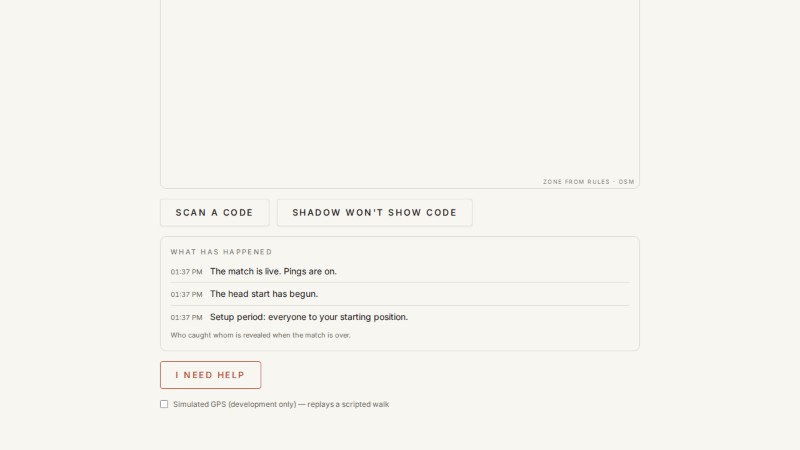 ZONE FROM RULES · OSM
SCAN A CODE
SHADOW WON'T SHOW CODE
WHAT HAS HAPPENED
01:37 PM The match is live. Pings are on.
01:37 PM The head start has begun.
01:37 PM Setup period: everyone to your starting position.
Who caught whom is revealed when the match is over.
I NEED HELP
Simulated GPS (development only) — replays a scripted walk